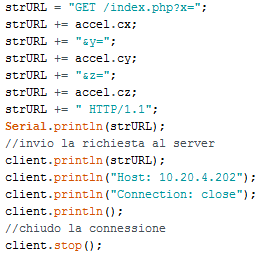 strURL = "GET /index.php?x=";
strURL += accel.cx;
strURL += "&y=";
strURL += accel.cy;
strURL += "&z=";
strURL += accel.cz;
strURL += " HTTP/1.1";
Serial.println(strURL);
//invio la richiesta al server
client.println(strURL);
client.println("Host: 10.20.4.202");
client.println("Connection: close");
client.println();
//chiudo la connessione
client.stop();